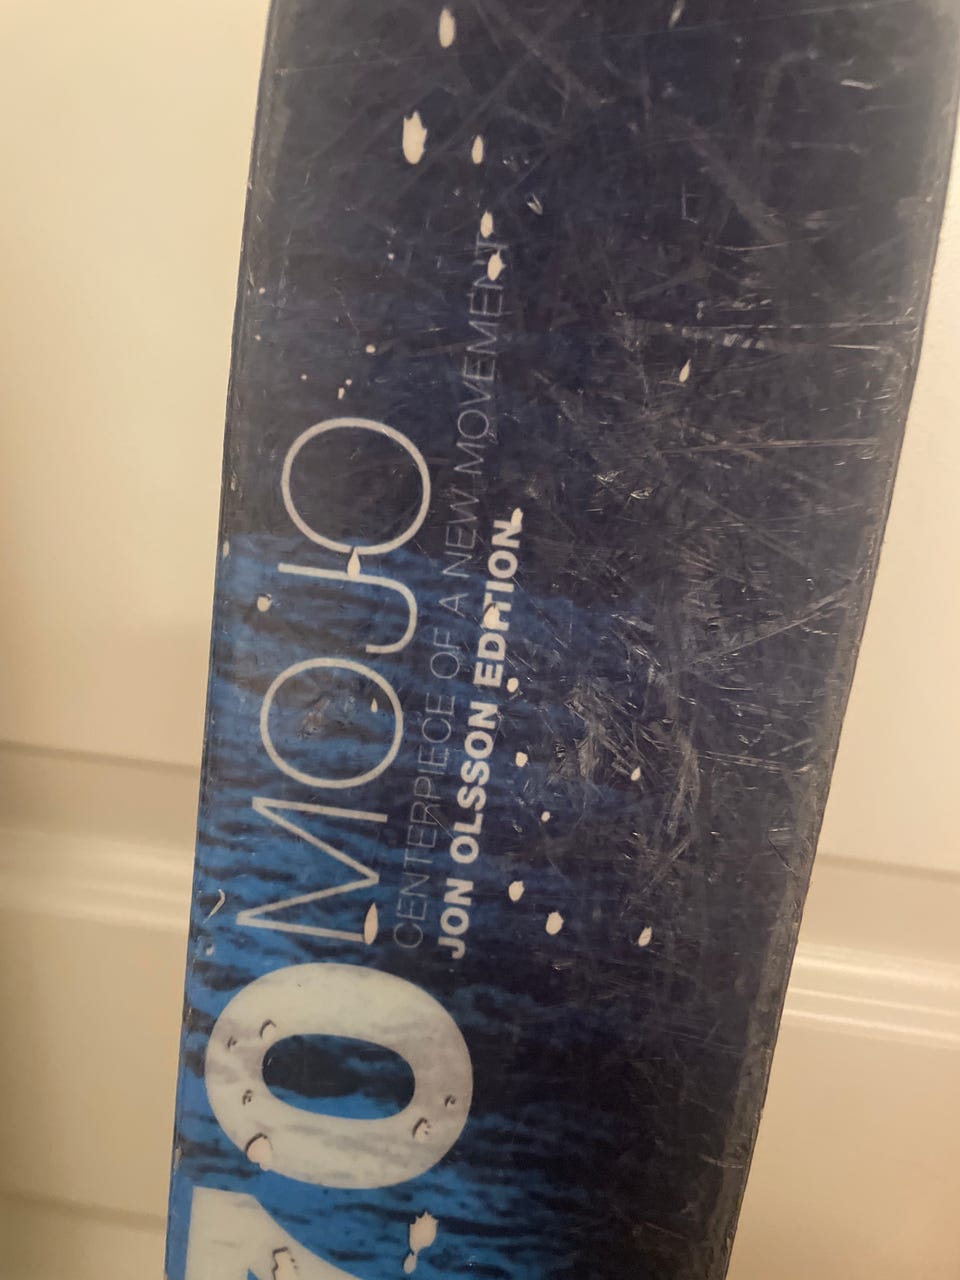 70
MOJO
CENTERPIECE OF A NEW MOVEMENT
JON OLSSON EDITION.